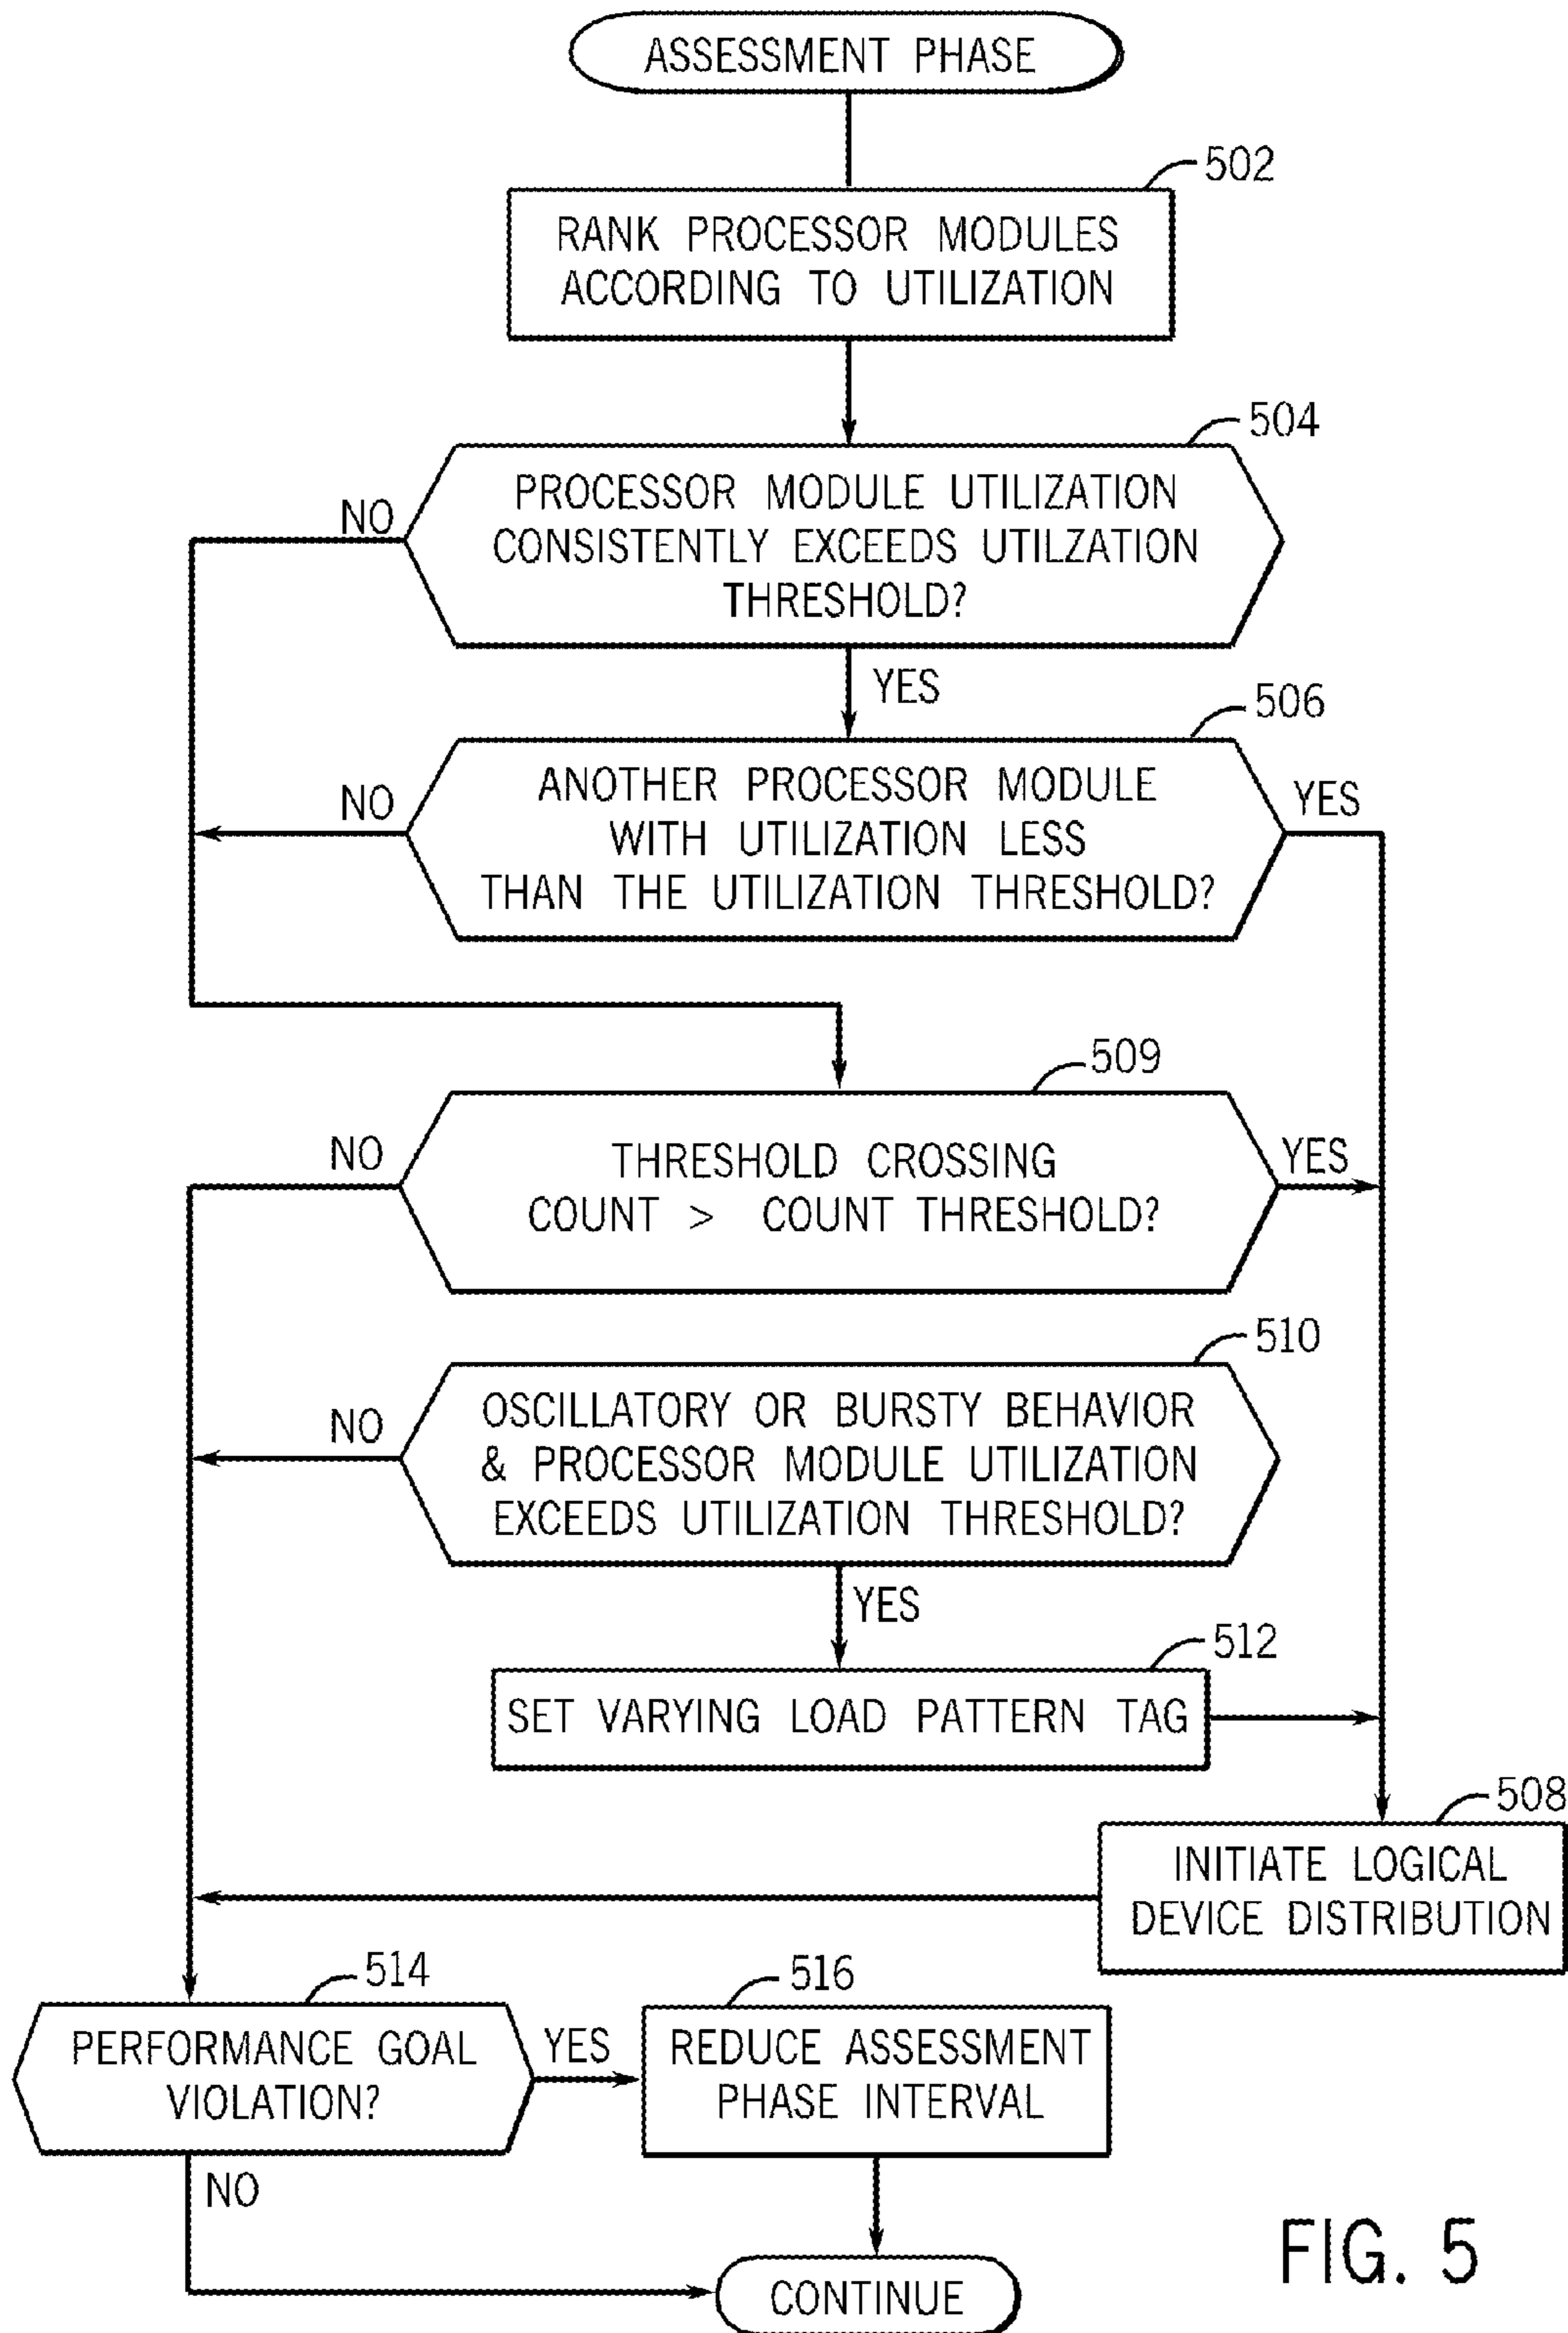 ASSESSMENT PHASE
502
RANK PROCESSOR MODULES
ACCORDING TO UTILIZATION
504
NO
PROCESSOR MODULE UTILIZATION
CONSISTENTLY EXCEEDS UTILZATION
THRESHOLD?
YES
506
NO
ANOTHER PROCESSOR MODULE
WITH UTILIZATION LESS
THAN THE UTILIZATION THRESHOLD?
YES
509
NO
THRESHOLD CROSSING
COUNT > COUNT THRESHOLD?
YES
510
NO
OSCILLATORY OR BURSTY BEHAVIOR
& PROCESSOR MODULE UTILIZATION
EXCEEDS UTILIZATION THRESHOLD?
YES
512
SET VARYING LOAD PATTERN TAG
508
INITIATE LOGICAL
DEVICE DISTRIBUTION
514
PERFORMANCE GOAL
VIOLATION?
YES
516
REDUCE ASSESSMENT
PHASE INTERVAL
NO
CONTINUE
FIG. 5